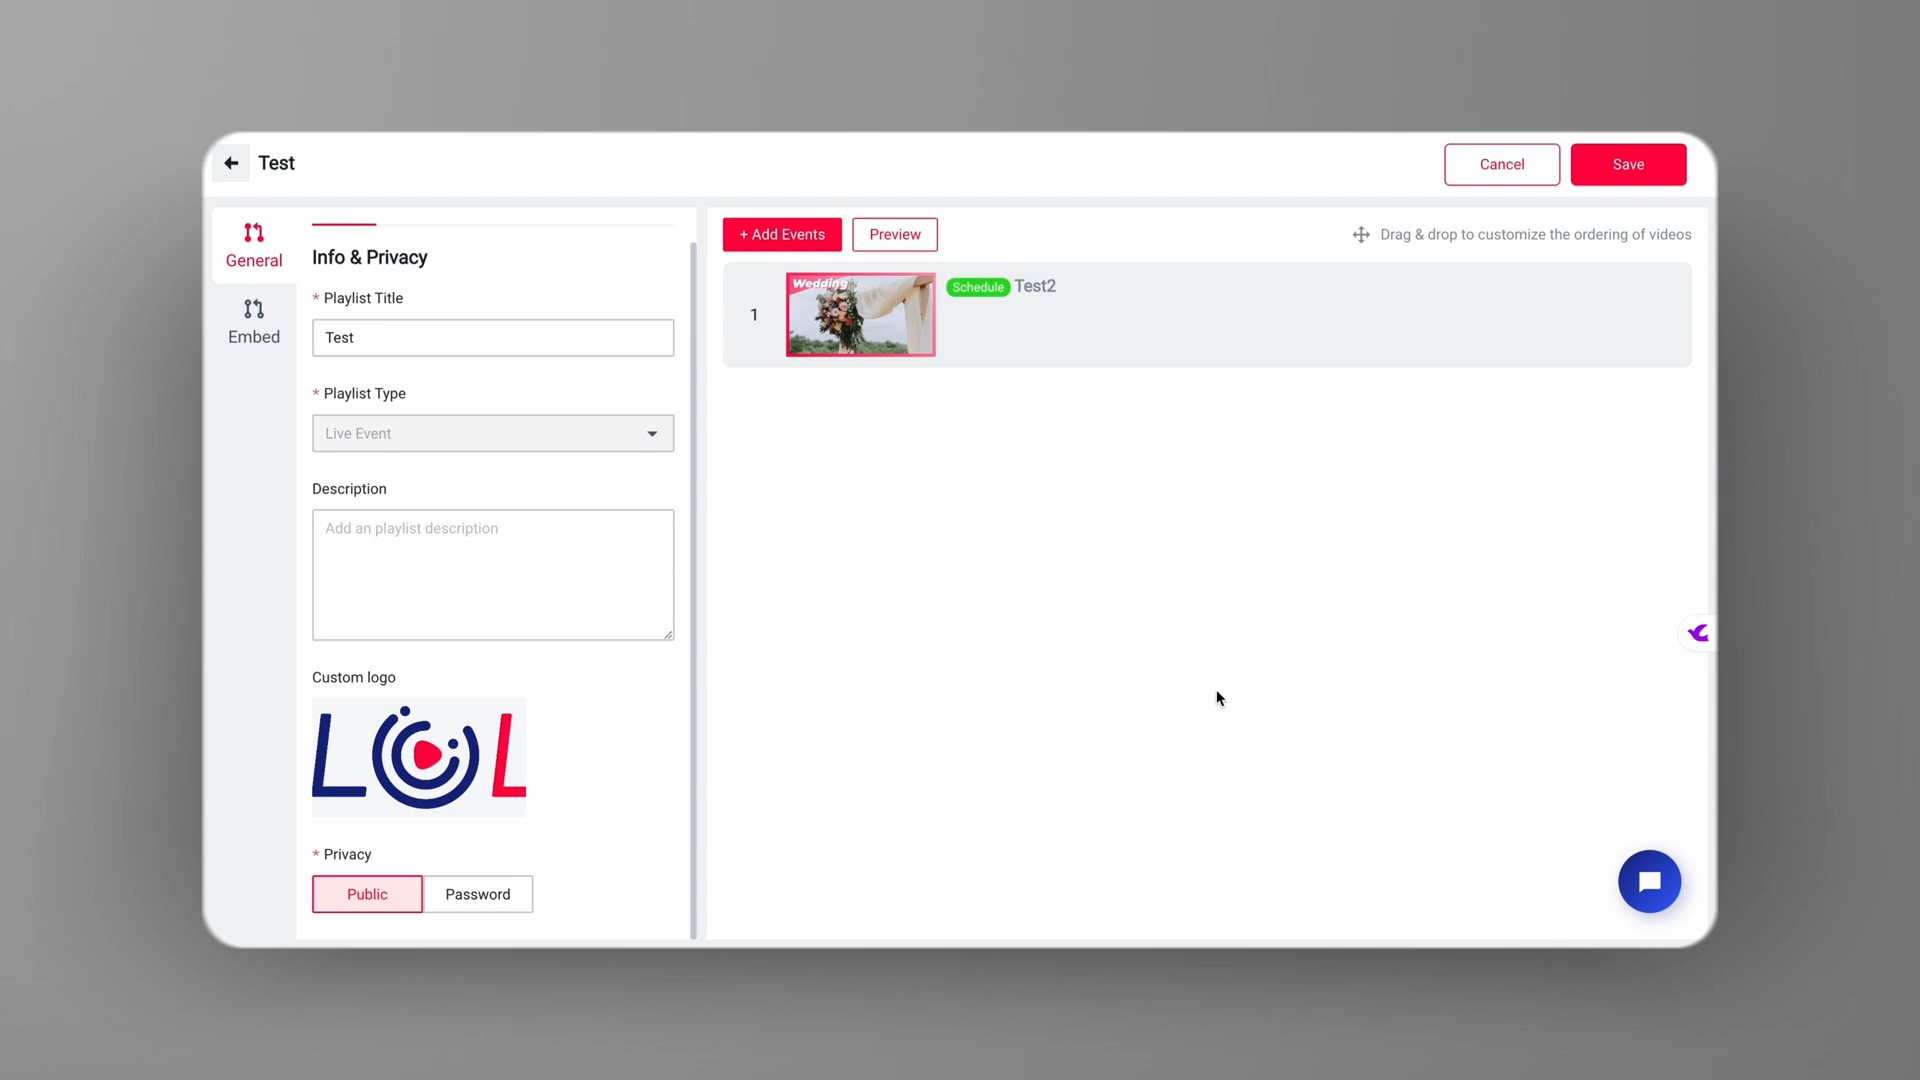 Test
Cancel
Save
General
Embed
Info & Privacy
* Playlist Title
Test
* Playlist Type
Live Event
Description
Add an playlist description
Custom logo
LOL
* Privacy
Public
Password
+ Add Events
Preview
Drag & drop to customize the ordering of videos
1
Wedding
Schedule
Test2